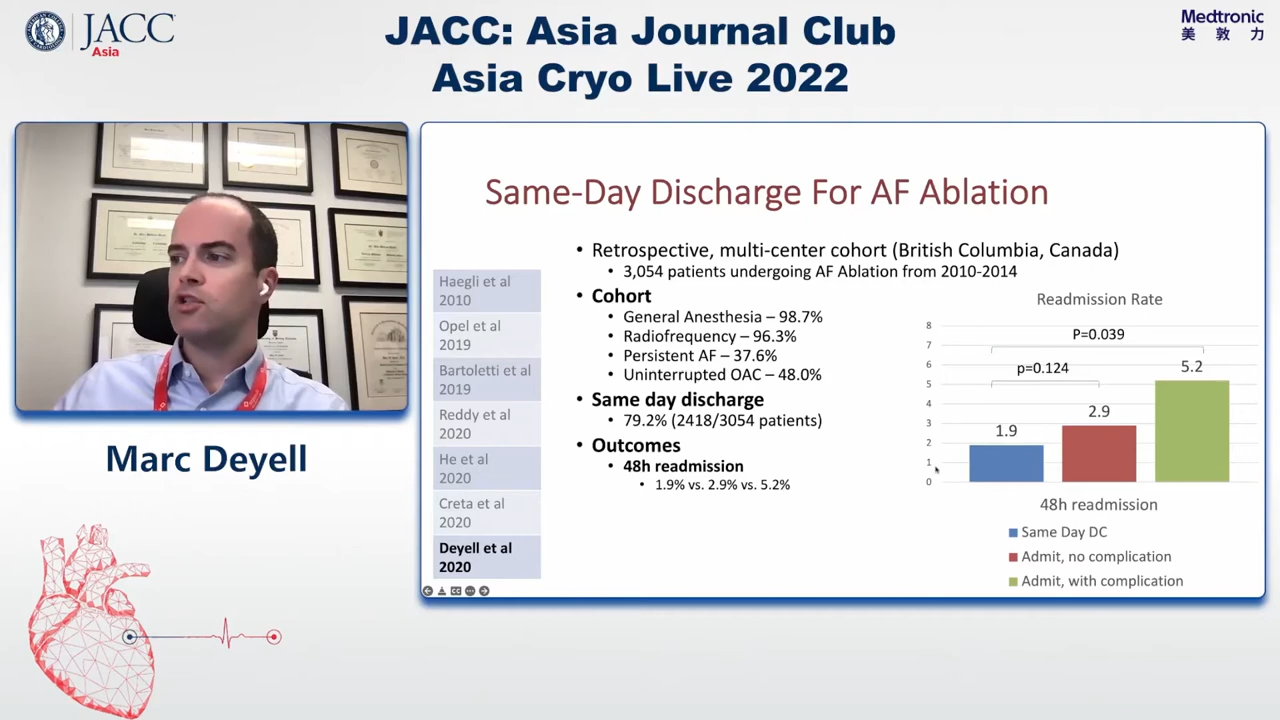 JACC
Asia
JACC: Asia Journal Club
Asia Cryo Live 2022
Medtronic
美 敦 力
Marc Deyell
Same-Day Discharge For AF Ablation
Haegli et al
2010
Opel et al
2019
Bartoletti et al
2019
Reddy et al
2020
He et al
2020
Creta et al
2020
Deyell et al
2020
• Retrospective, multi-center cohort (British Columbia, Canada)
• 3,054 patients undergoing AF Ablation from 2010-2014
• Cohort
• General Anesthesia – 98.7%
• Radiofrequency – 96.3%
• Persistent AF – 37.6%
• Uninterrupted OAC – 48.0%
• Same day discharge
• 79.2% (2418/3054 patients)
• Outcomes
• 48h readmission
• 1.9% vs. 2.9% vs. 5.2%
Readmission Rate
8
7
6
5
4
3
2
1
0
P=0.039
p=0.124
1.9
2.9
5.2
48h readmission
Same Day DC
Admit, no complication
Admit, with complication